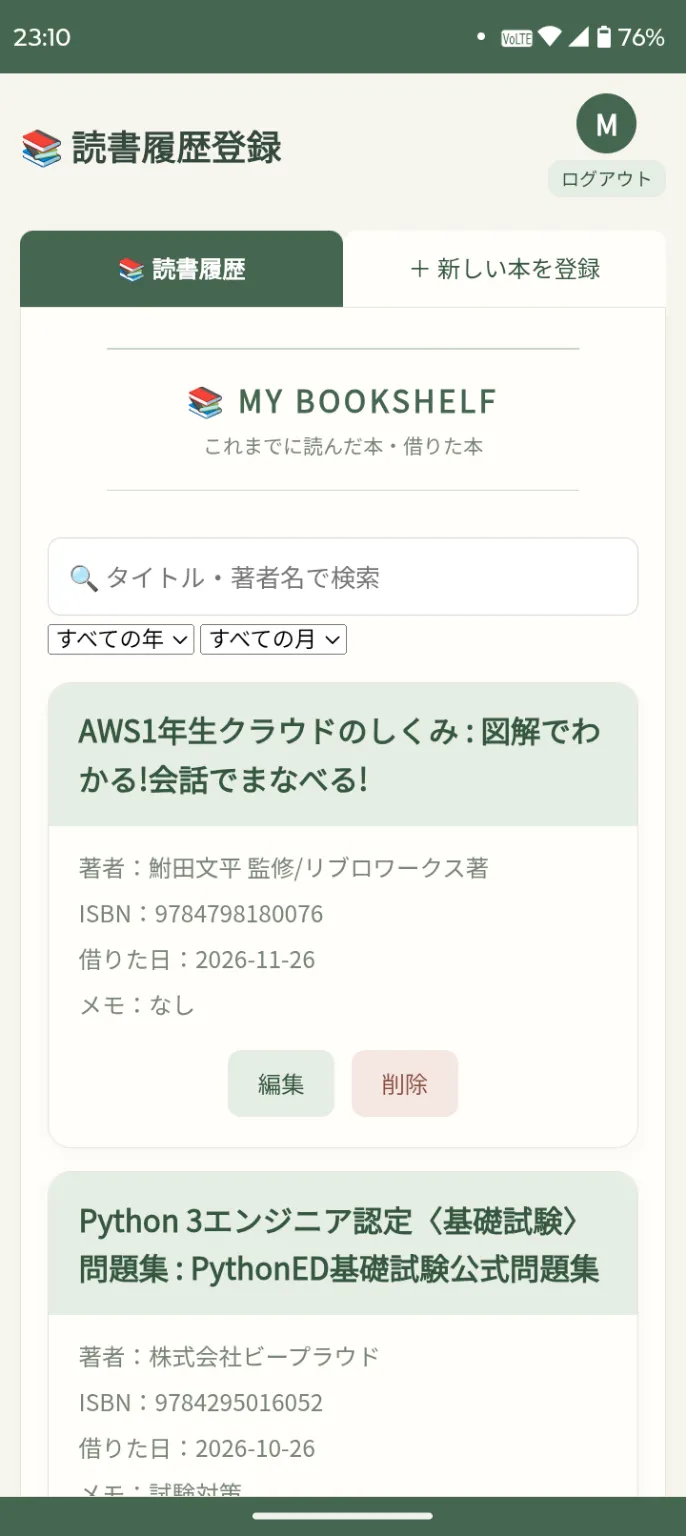 23:10
VoLTE 76%
📚 読書履歴登録
M
ログアウト
📚 読書履歴
＋ 新しい本を登録
📚 MY BOOKSHELF
これまでに読んだ本・借りた本
🔍 タイトル・著者名で検索
すべての年 すべての月
AWS1年生クラウドのしくみ : 図解でわ
かる!会話でまなべる!
著者：鮒田文平 監修/リブロワークス著
ISBN：9784798180076
借りた日：2026-11-26
メモ：なし
編集 削除
Python 3エンジニア認定〈基礎試験〉
問題集 : PythonED基礎試験公式問題集
著者：株式会社ビープラウド
ISBN：9784295016052
借りた日：2026-10-26
メモ：試験対策